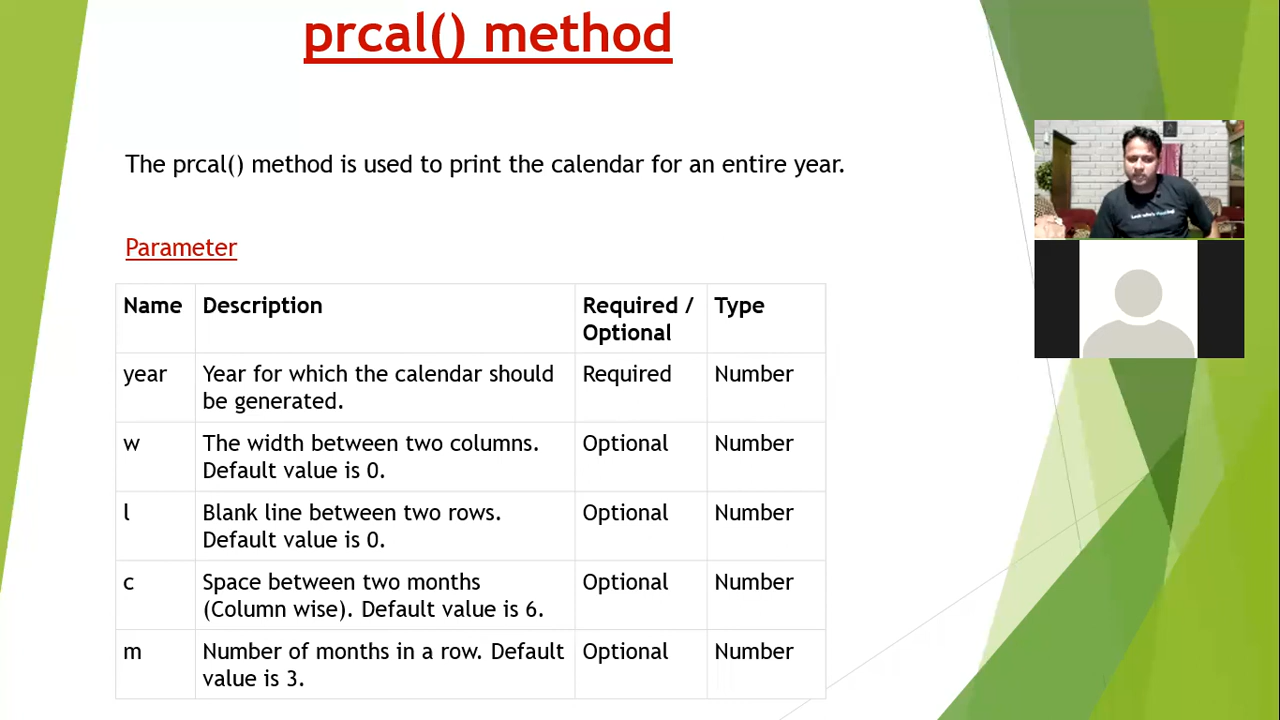 prcal() method
The prcal() method is used to print the calendar for an entire year.
Parameter
Name Description Required / Optional Type
year Year for which the calendar should be generated. Required Number
w The width between two columns. Default value is 0. Optional Number
l Blank line between two rows. Default value is 0. Optional Number
c Space between two months (Column wise). Default value is 6. Optional Number
m Number of months in a row. Default value is 3. Optional Number